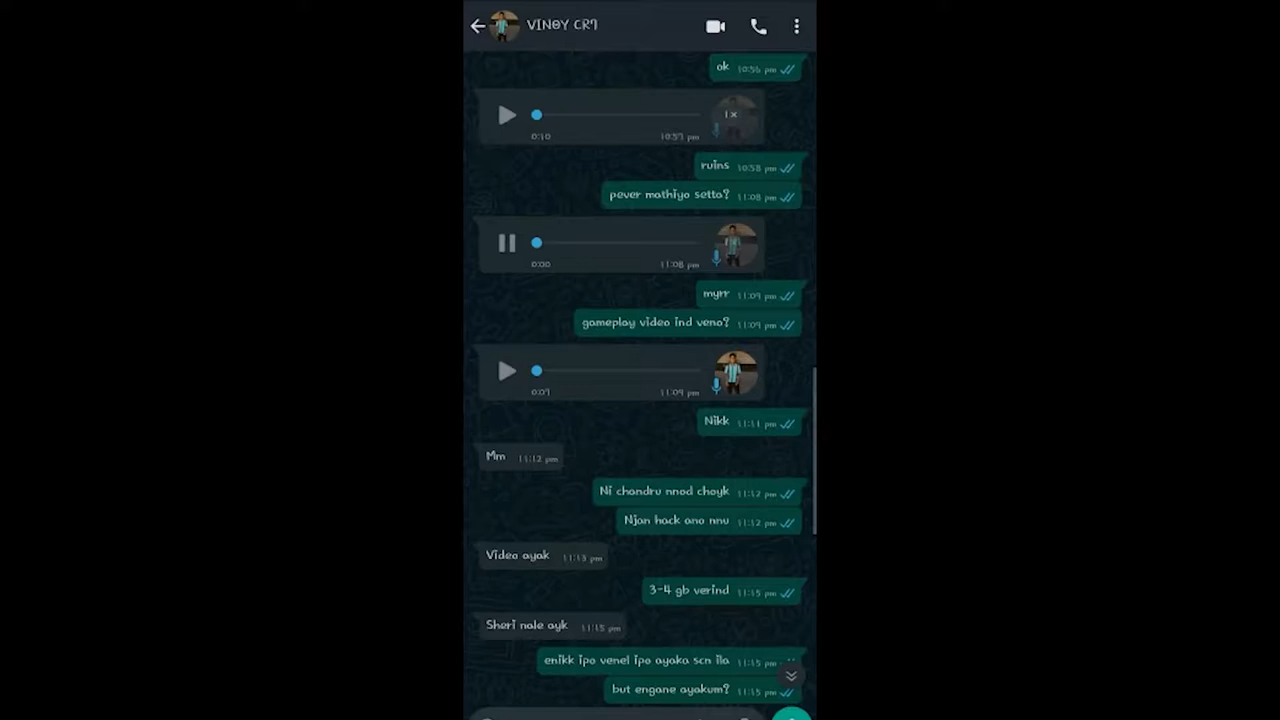 VINOY CR7
ok 10:56 pm
1×
0:10 10:57 pm
ruins 10:58 pm
pever mathiyo setta? 11:08 pm
0:00 11:08 pm
myrr 11:09 pm
gameplay video ind veno? 11:09 pm
0:09 11:09 pm
Nikk 11:11 pm
Mm 11:12 pm
Ni chandru nnod choyk 11:12 pm
Njan hack ano nnu 11:12 pm
Video ayak 11:13 pm
3-4 gb verind 11:15 pm
Sheri nale ayk 11:15 pm
enikk ipo venel ipo ayaka scn ila 11:15 pm
but engane ayakum? 11:15 pm